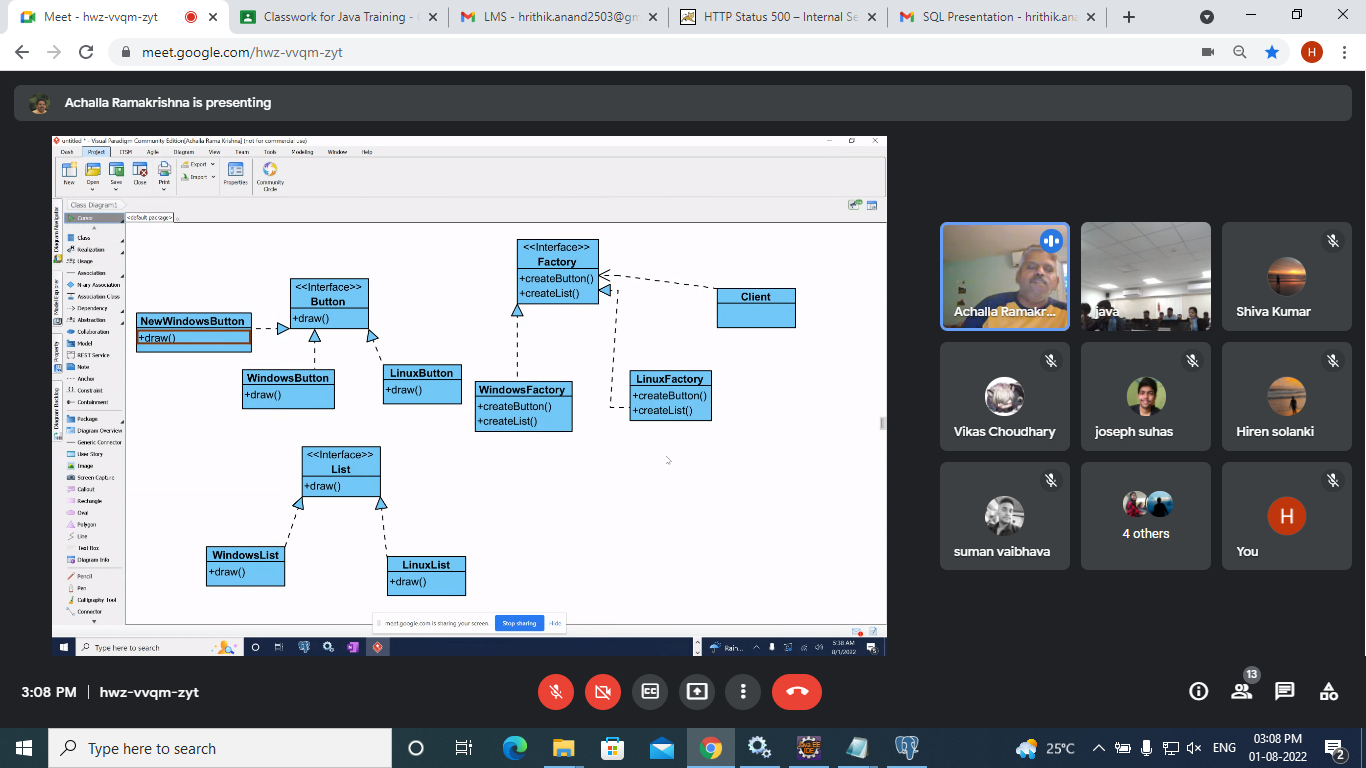 Meet - hwz-vvqm-zyt
Classwork for Java Training -
LMS - hrithik.anand2503@gm
HTTP Status 500 – Internal Se
SQL Presentation - hrithik.ana
meet.google.com/hwz-vvqm-zyt
H
Achalla Ramakrishna is presenting
untitled * - Visual Paradigm Community Edition[Achalla Rama Krishna] (not for commercial use)
Dash Project ITSM Agile Diagram View Team Tools Modeling Window Help
New Open Save Close Print Export Import Properties Community Circle
Class Diagram1
<default package>
Diagram Navigator
Model Explorer
Property
Diagram Backlog
Cursor
Class
Realization
Usage
Association
N-ary Association
Association Class
Dependency
Abstraction
Collaboration
Model
REST Service
Note
Anchor
Constraint
Containment
Package
Diagram Overview
Generic Connector
User Story
Image
Screen Capture
Callout
Rectangle
Oval
Polygon
Line
Text Box
Diagram Info
Pencil
Pen
Calligraphy Tool
Connector
<<Interface>>
Factory
+createButton()
+createList()
<<Interface>>
Button
+draw()
Client
NewWindowsButton
+draw()
WindowsButton
+draw()
LinuxButton
+draw()
WindowsFactory
+createButton()
+createList()
LinuxFactory
+createButton()
+createList()
<<Interface>>
List
+draw()
WindowsList
+draw()
LinuxList
+draw()
meet.google.com is sharing your screen.
Stop sharing
Hide
Type here to search
Rain...
5:38 AM
8/1/2022
Achalla Ramakr...
java
Shiva Kumar
Vikas Choudhary
joseph suhas
Hiren solanki
suman vaibhava
4 others
H
You
3:08 PM | hwz-vvqm-zyt
13
Type here to search
25°C
ENG
03:08 PM
01-08-2022
2